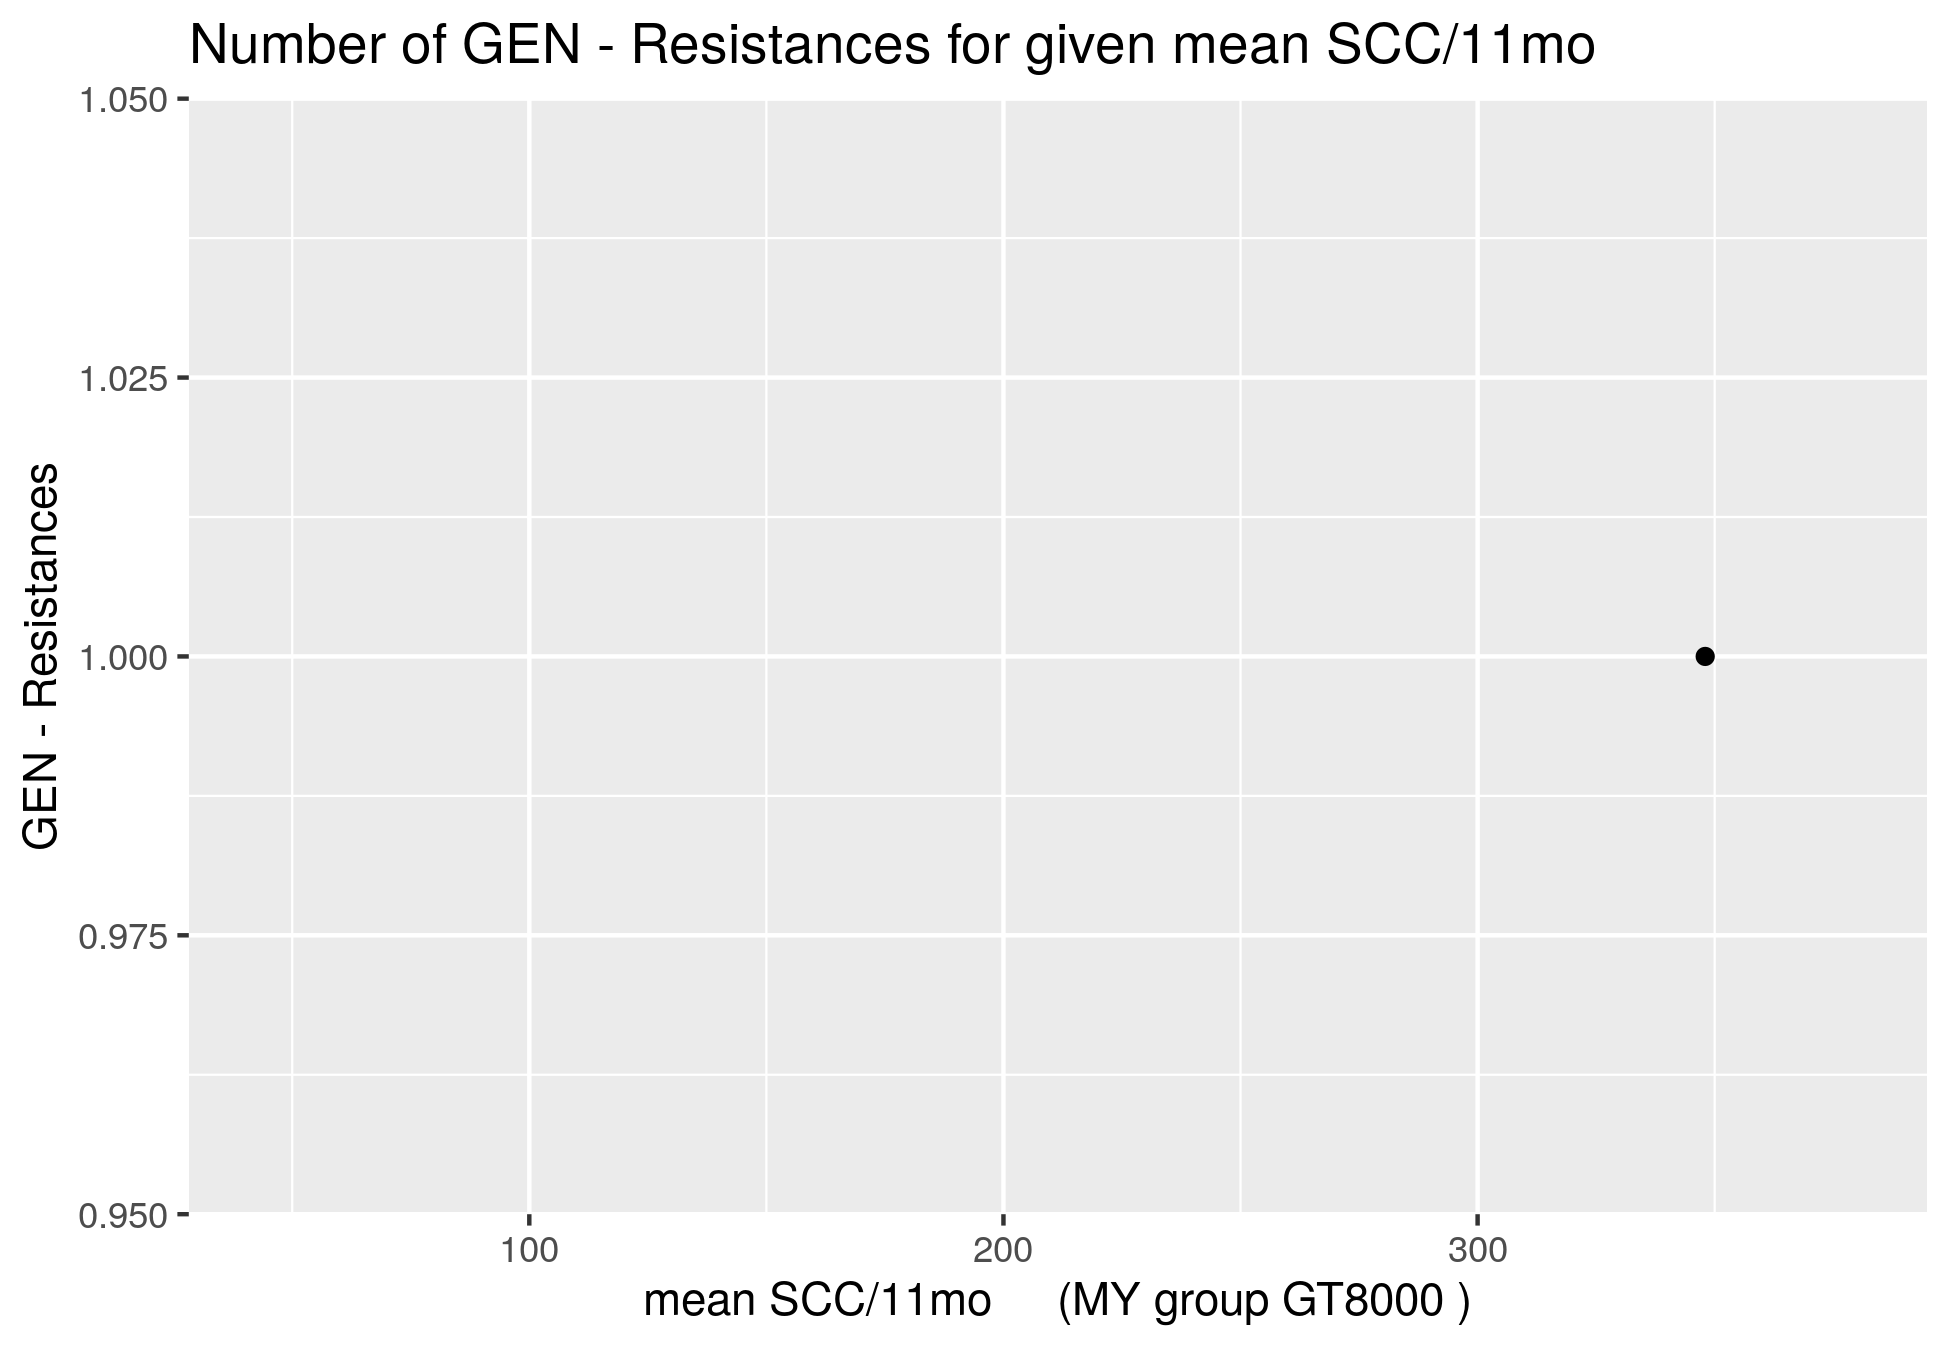 Number of GEN - Resistances for given mean SCC/11mo
1.050
1.025
1.000
0.975
0.950
GEN - Resistances
100 200 300
mean SCC/11mo (MY group GT8000 )